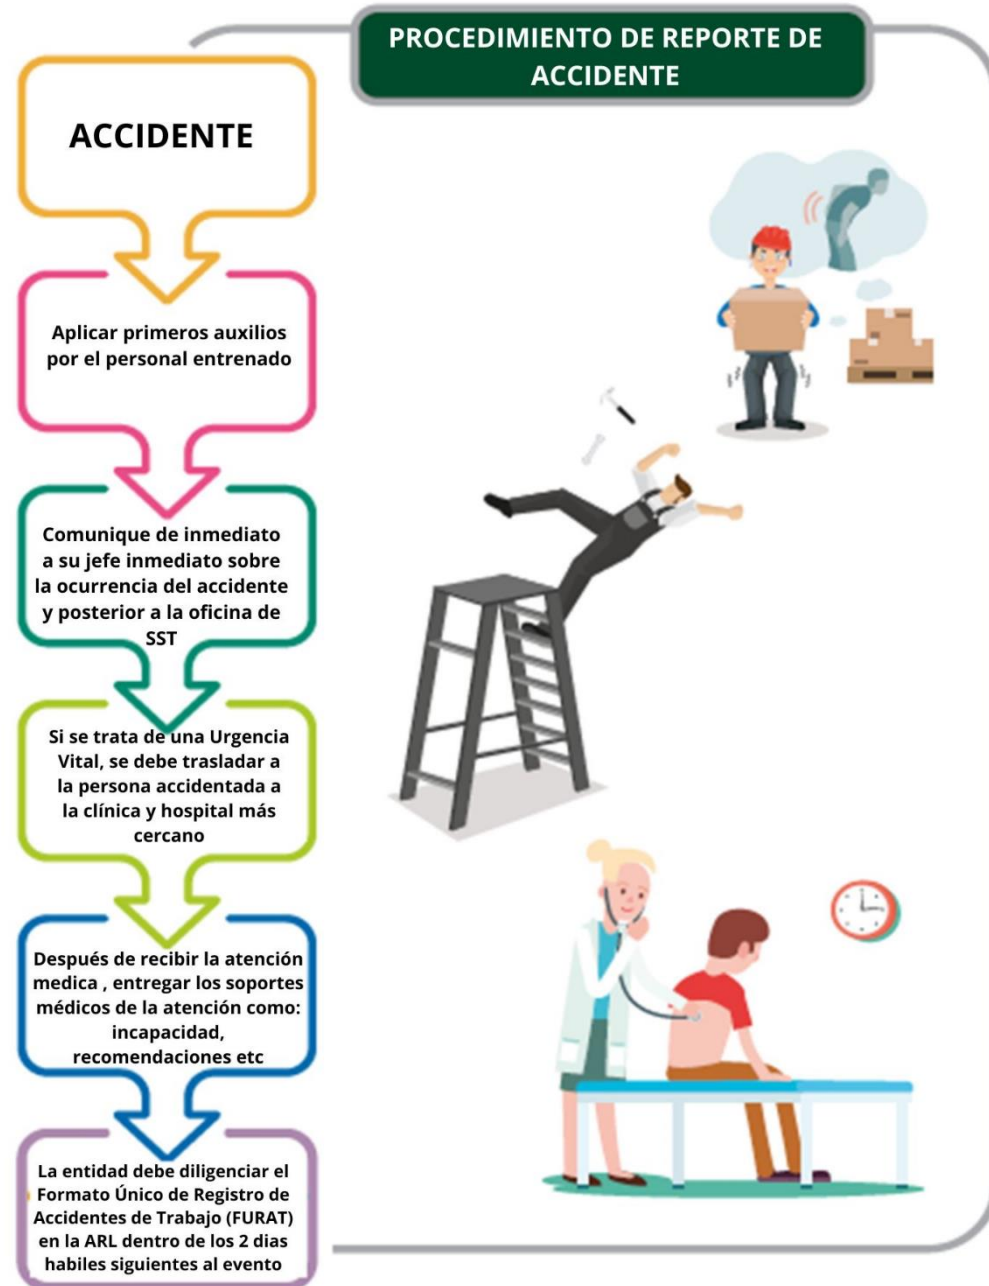 PROCEDIMIENTO DE REPORTE DE
ACCIDENTE
ACCIDENTE
Aplicar primeros auxilios
por el personal entrenado
Comunique de inmediato
a su jefe inmediato sobre
la ocurrencia del accidente
y posterior a la oficina de
SST
Si se trata de una Urgencia
Vital, se debe trasladar a
la persona accidentada a
la clínica y hospital más
cercano
Después de recibir la atención
medica , entregar los soportes
médicos de la atención como:
incapacidad,
recomendaciones etc
La entidad debe diligenciar el
Formato Único de Registro de
Accidentes de Trabajo (FURAT)
en la ARL dentro de los 2 dias
habiles siguientes al evento